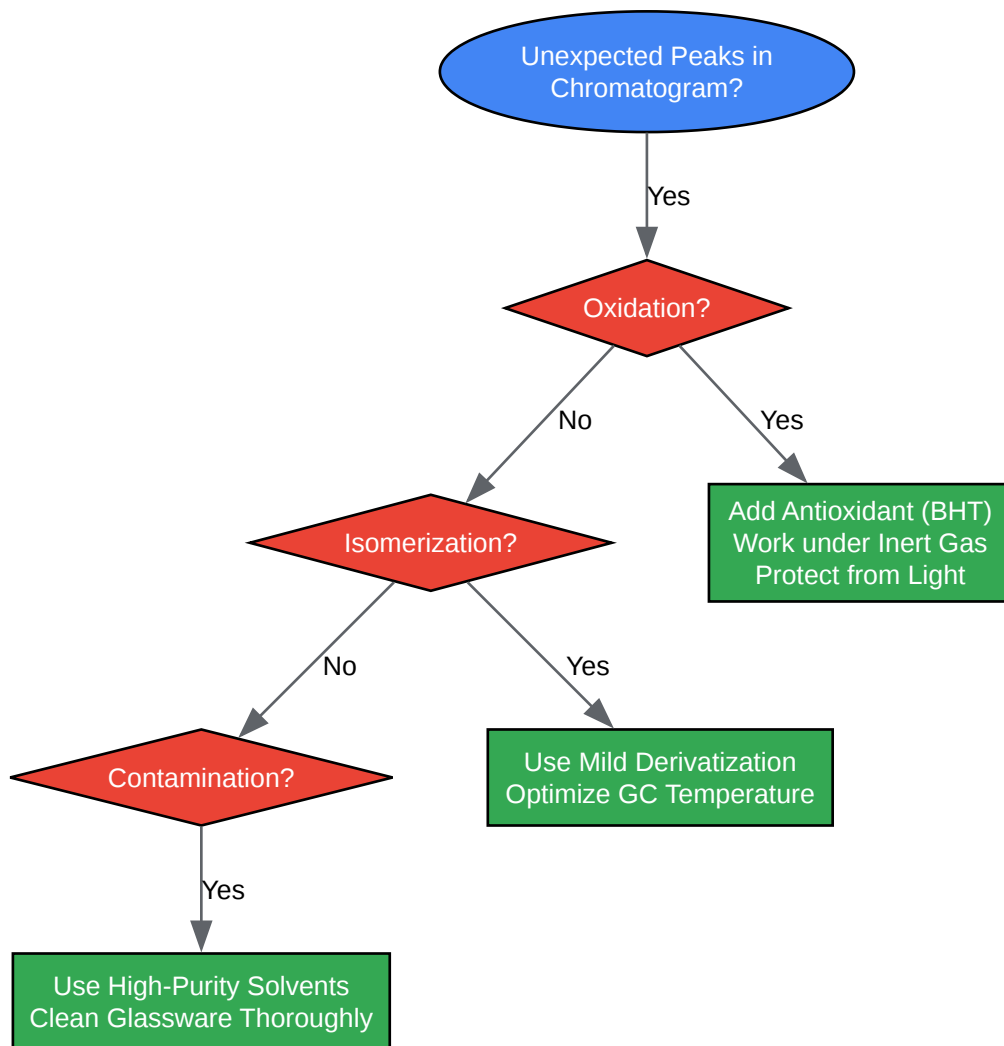 Unexpected Peaks in
Chromatogram?
Yes
Oxidation?
No
Yes
Add Antioxidant (BHT)
Work under Inert Gas
Protect from Light
Isomerization?
No
Yes
Use Mild Derivatization
Optimize GC Temperature
Contamination?
Yes
Use High-Purity Solvents
Clean Glassware Thoroughly